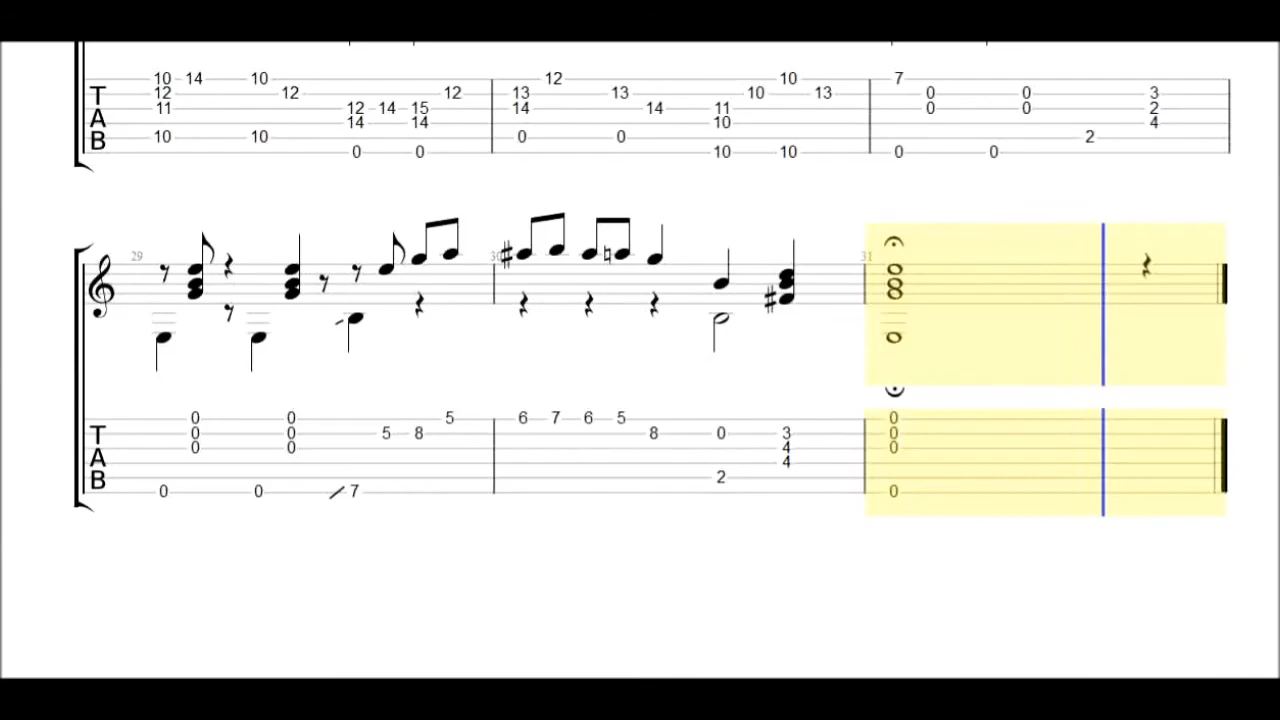 10 14 10
T 12 12 12 13 12 13 10 10 13 7 0 0 3
A 11 12 14 15 14 14 11 0 0 2
14 14 10 4
B 10 10 0 0 2
0 0 10 10 0 0
29 30 31
0 0 5 6 7 6 5 0
T 0 0 5 8 8 0 3 0
A 0 0 4 0
4
B 2
0 0 7 0